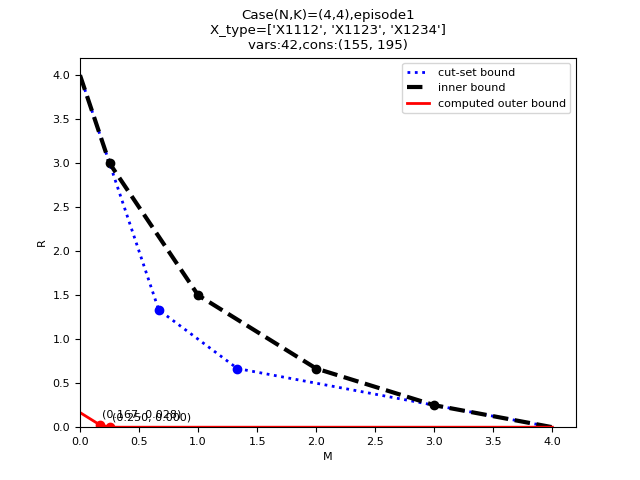 Case(N,K)=(4,4),episode1
X_type=['X1112', 'X1123', 'X1234']
vars:42,cons:(155, 195)
cut-set bound
inner bound
computed outer bound
R
4.0
3.5
3.0
2.5
2.0
1.5
1.0
0.5
0.0
(0.167, 0.028)
(0.250, 0.000)
0.0 0.5 1.0 1.5 2.0 2.5 3.0 3.5 4.0
M